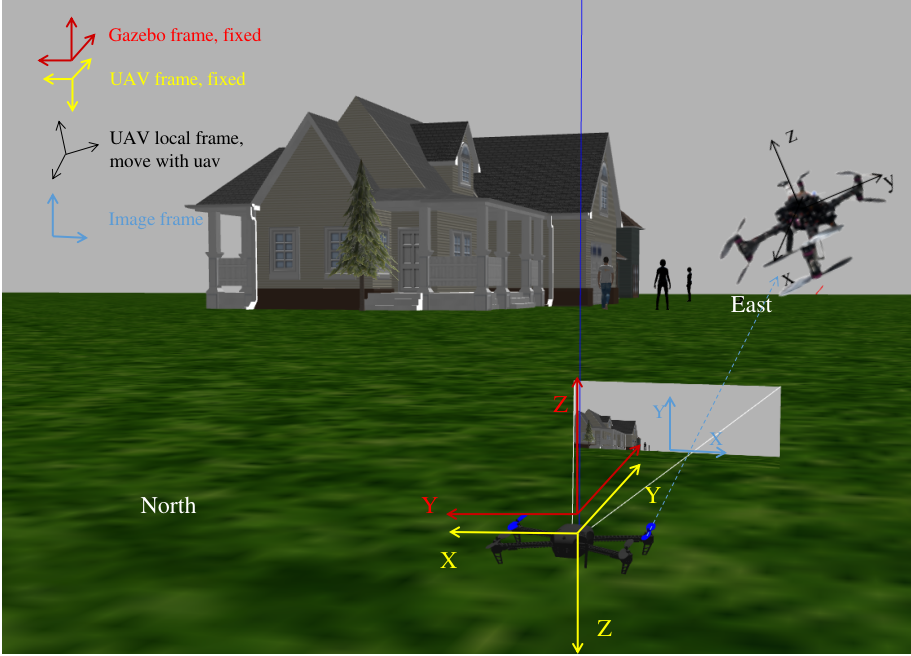 Gazebo frame, fixed
UAV frame, fixed
UAV local frame,
move with uav
Image frame
z
y
x
East
Z
Y
X
North
Y
Y
X
Z